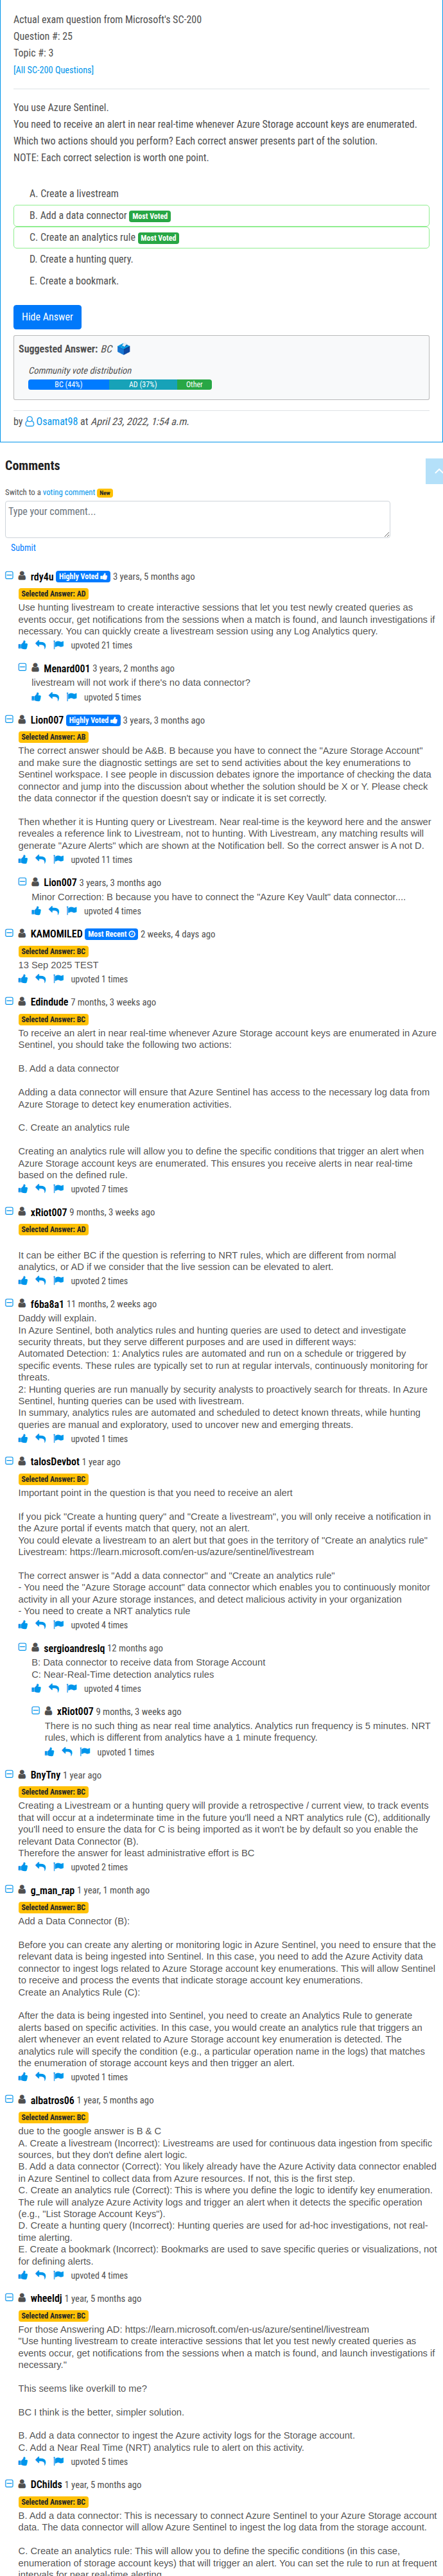 Actual exam question from Microsoft's SC-200
Question #: 25
Topic #: 3
[All SC-200 Questions]
You use Azure Sentinel.
You need to receive an alert in near real-time whenever Azure Storage account keys are enumerated.
Which two actions should you perform? Each correct answer presents part of the solution.
NOTE: Each correct selection is worth one point.
A. Create a livestream
B. Add a data connector Most Voted
C. Create an analytics rule Most Voted
D. Create a hunting query.
E. Create a bookmark.
Hide Answer
Suggested Answer: BC
Community vote distribution
BC (44%) AD (37%) Other
by Osamat98 at April 23, 2022, 1:54 a.m.
Comments
Switch to a voting comment New
Type your comment...
Submit
rdy4u Highly Voted 3 years, 5 months ago
Selected Answer: AD
Use hunting livestream to create interactive sessions that let you test newly created queries as
events occur, get notifications from the sessions when a match is found, and launch investigations if
necessary. You can quickly create a livestream session using any Log Analytics query.
upvoted 21 times
Menard001 3 years, 2 months ago
livestream will not work if there's no data connector?
upvoted 5 times
Lion007 Highly Voted 3 years, 3 months ago
Selected Answer: AB
The correct answer should be A&B. B because you have to connect the "Azure Storage Account"
and make sure the diagnostic settings are set to send activities about the key enumerations to
Sentinel workspace. I see people in discussion debates ignore the importance of checking the data
connector and jump into the discussion about whether the solution should be X or Y. Please check
the data connector if the question doesn't say or indicate it is set correctly.
Then whether it is Hunting query or Livestream. Near real-time is the keyword here and the answer
reveales a reference link to Livestream, not to hunting. With Livestream, any matching results will
generate "Azure Alerts" which are shown at the Notification bell. So the correct answer is A not D.
upvoted 11 times
Lion007 3 years, 3 months ago
Minor Correction: B because you have to connect the "Azure Key Vault" data connector....
upvoted 4 times
KAMOMILED Most Recent 2 weeks, 4 days ago
Selected Answer: BC
13 Sep 2025 TEST
upvoted 1 times
Edindude 7 months, 3 weeks ago
Selected Answer: BC
To receive an alert in near real-time whenever Azure Storage account keys are enumerated in Azure
Sentinel, you should take the following two actions:
B. Add a data connector
Adding a data connector will ensure that Azure Sentinel has access to the necessary log data from
Azure Storage to detect key enumeration activities.
C. Create an analytics rule
Creating an analytics rule will allow you to define the specific conditions that trigger an alert when
Azure Storage account keys are enumerated. This ensures you receive alerts in near real-time
based on the defined rule.
upvoted 7 times
xRiot007 9 months, 3 weeks ago
Selected Answer: AD
It can be either BC if the question is referring to NRT rules, which are different from normal
analytics, or AD if we consider that the live session can be elevated to alert.
upvoted 2 times
f6ba8a1 11 months, 2 weeks ago
Daddy will explain.
In Azure Sentinel, both analytics rules and hunting queries are used to detect and investigate
security threats, but they serve different purposes and are used in different ways:
Automated Detection: 1: Analytics rules are automated and run on a schedule or triggered by
specific events. These rules are typically set to run at regular intervals, continuously monitoring for
threats.
2: Hunting queries are run manually by security analysts to proactively search for threats. In Azure
Sentinel, hunting queries can be used with livestream.
In summary, analytics rules are automated and scheduled to detect known threats, while hunting
queries are manual and exploratory, used to uncover new and emerging threats.
upvoted 1 times
talosDevbot 1 year ago
Selected Answer: BC
Important point in the question is that you need to receive an alert
If you pick "Create a hunting query" and "Create a livestream", you will only receive a notification in
the Azure portal if events match that query, not an alert.
You could elevate a livestream to an alert but that goes in the territory of "Create an analytics rule"
Livestream: https://learn.microsoft.com/en-us/azure/sentinel/livestream
The correct answer is "Add a data connector" and "Create an analytics rule"
- You need the "Azure Storage account" data connector which enables you to continuously monitor
activity in all your Azure storage instances, and detect malicious activity in your organization
- You need to create a NRT analytics rule
upvoted 4 times
sergioandreslq 12 months ago
B: Data connector to receive data from Storage Account
C: Near-Real-Time detection analytics rules
upvoted 4 times
xRiot007 9 months, 3 weeks ago
There is no such thing as near real time analytics. Analytics run frequency is 5 minutes. NRT
rules, which is different from analytics have a 1 minute frequency.
upvoted 1 times
BnyTny 1 year ago
Selected Answer: BC
Creating a Livestream or a hunting query will provide a retrospective / current view, to track events
that will occur at a indeterminate time in the future you'll need a NRT analytics rule (C), additionally
you'll need to ensure the data for C is being imported as it won't be by default so you enable the
relevant Data Connector (B).
Therefore the answer for least administrative effort is BC
upvoted 2 times
g_man_rap 1 year, 1 month ago
Selected Answer: BC
Add a Data Connector (B):
Before you can create any alerting or monitoring logic in Azure Sentinel, you need to ensure that the
relevant data is being ingested into Sentinel. In this case, you need to add the Azure Activity data
connector to ingest logs related to Azure Storage account key enumerations. This will allow Sentinel
to receive and process the events that indicate storage account key enumerations.
Create an Analytics Rule (C):
After the data is being ingested into Sentinel, you need to create an Analytics Rule to generate
alerts based on specific activities. In this case, you would create an analytics rule that triggers an
alert whenever an event related to Azure Storage account key enumeration is detected. The
analytics rule will specify the condition (e.g., a particular operation name in the logs) that matches
the enumeration of storage account keys and then trigger an alert.
upvoted 1 times
albatros06 1 year, 5 months ago
Selected Answer: BC
due to the google answer is B & C
A. Create a livestream (Incorrect): Livestreams are used for continuous data ingestion from specific
sources, but they don't define alert logic.
B. Add a data connector (Correct): You likely already have the Azure Activity data connector enabled
in Azure Sentinel to collect data from Azure resources. If not, this is the first step.
C. Create an analytics rule (Correct): This is where you define the logic to identify key enumeration.
The rule will analyze Azure Activity logs and trigger an alert when it detects the specific operation
(e.g., "List Storage Account Keys").
D. Create a hunting query (Incorrect): Hunting queries are used for ad-hoc investigations, not real-
time alerting.
E. Create a bookmark (Incorrect): Bookmarks are used to save specific queries or visualizations, not
for defining alerts.
upvoted 4 times
wheeldj 1 year, 5 months ago
Selected Answer: BC
For those Answering AD: https://learn.microsoft.com/en-us/azure/sentinel/livestream
"Use hunting livestream to create interactive sessions that let you test newly created queries as
events occur, get notifications from the sessions when a match is found, and launch investigations if
necessary."
This seems like overkill to me?
BC I think is the better, simpler solution.
B. Add a data connector to ingest the Azure activity logs for the Storage account.
C. Add a Near Real Time (NRT) analytics rule to alert on this activity.
upvoted 5 times
DChilds 1 year, 5 months ago
Selected Answer: BC
B. Add a data connector: This is necessary to connect Azure Sentinel to your Azure Storage account
data. The data connector will allow Azure Sentinel to ingest the log data from the storage account.
C. Create an analytics rule: This will allow you to define the specific conditions (in this case,
enumeration of storage account keys) that will trigger an alert. You can set the rule to run at frequent
intervals for near real-time alerting.